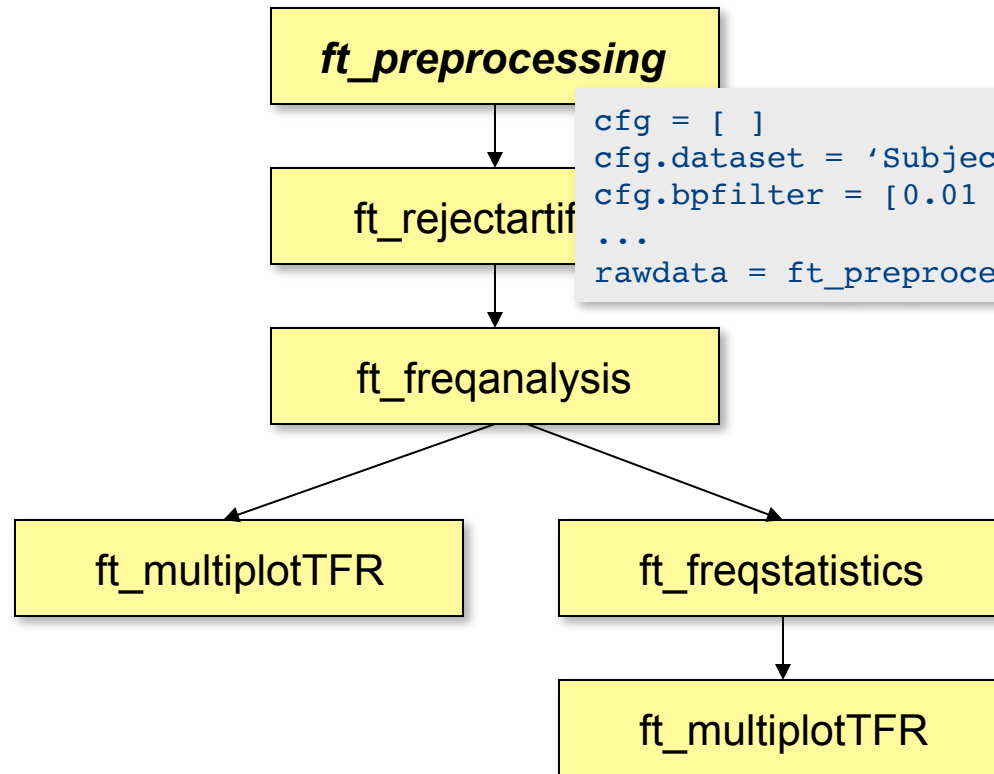 ft_preprocessing
cfg = [ ]
cfg.dataset = ‘Subjec
cfg.bpfilter = [0.01
...
rawdata = ft_preproce
ft_rejectartif
ft_freqanalysis
ft_multiplotTFR
ft_freqstatistics
ft_multiplotTFR